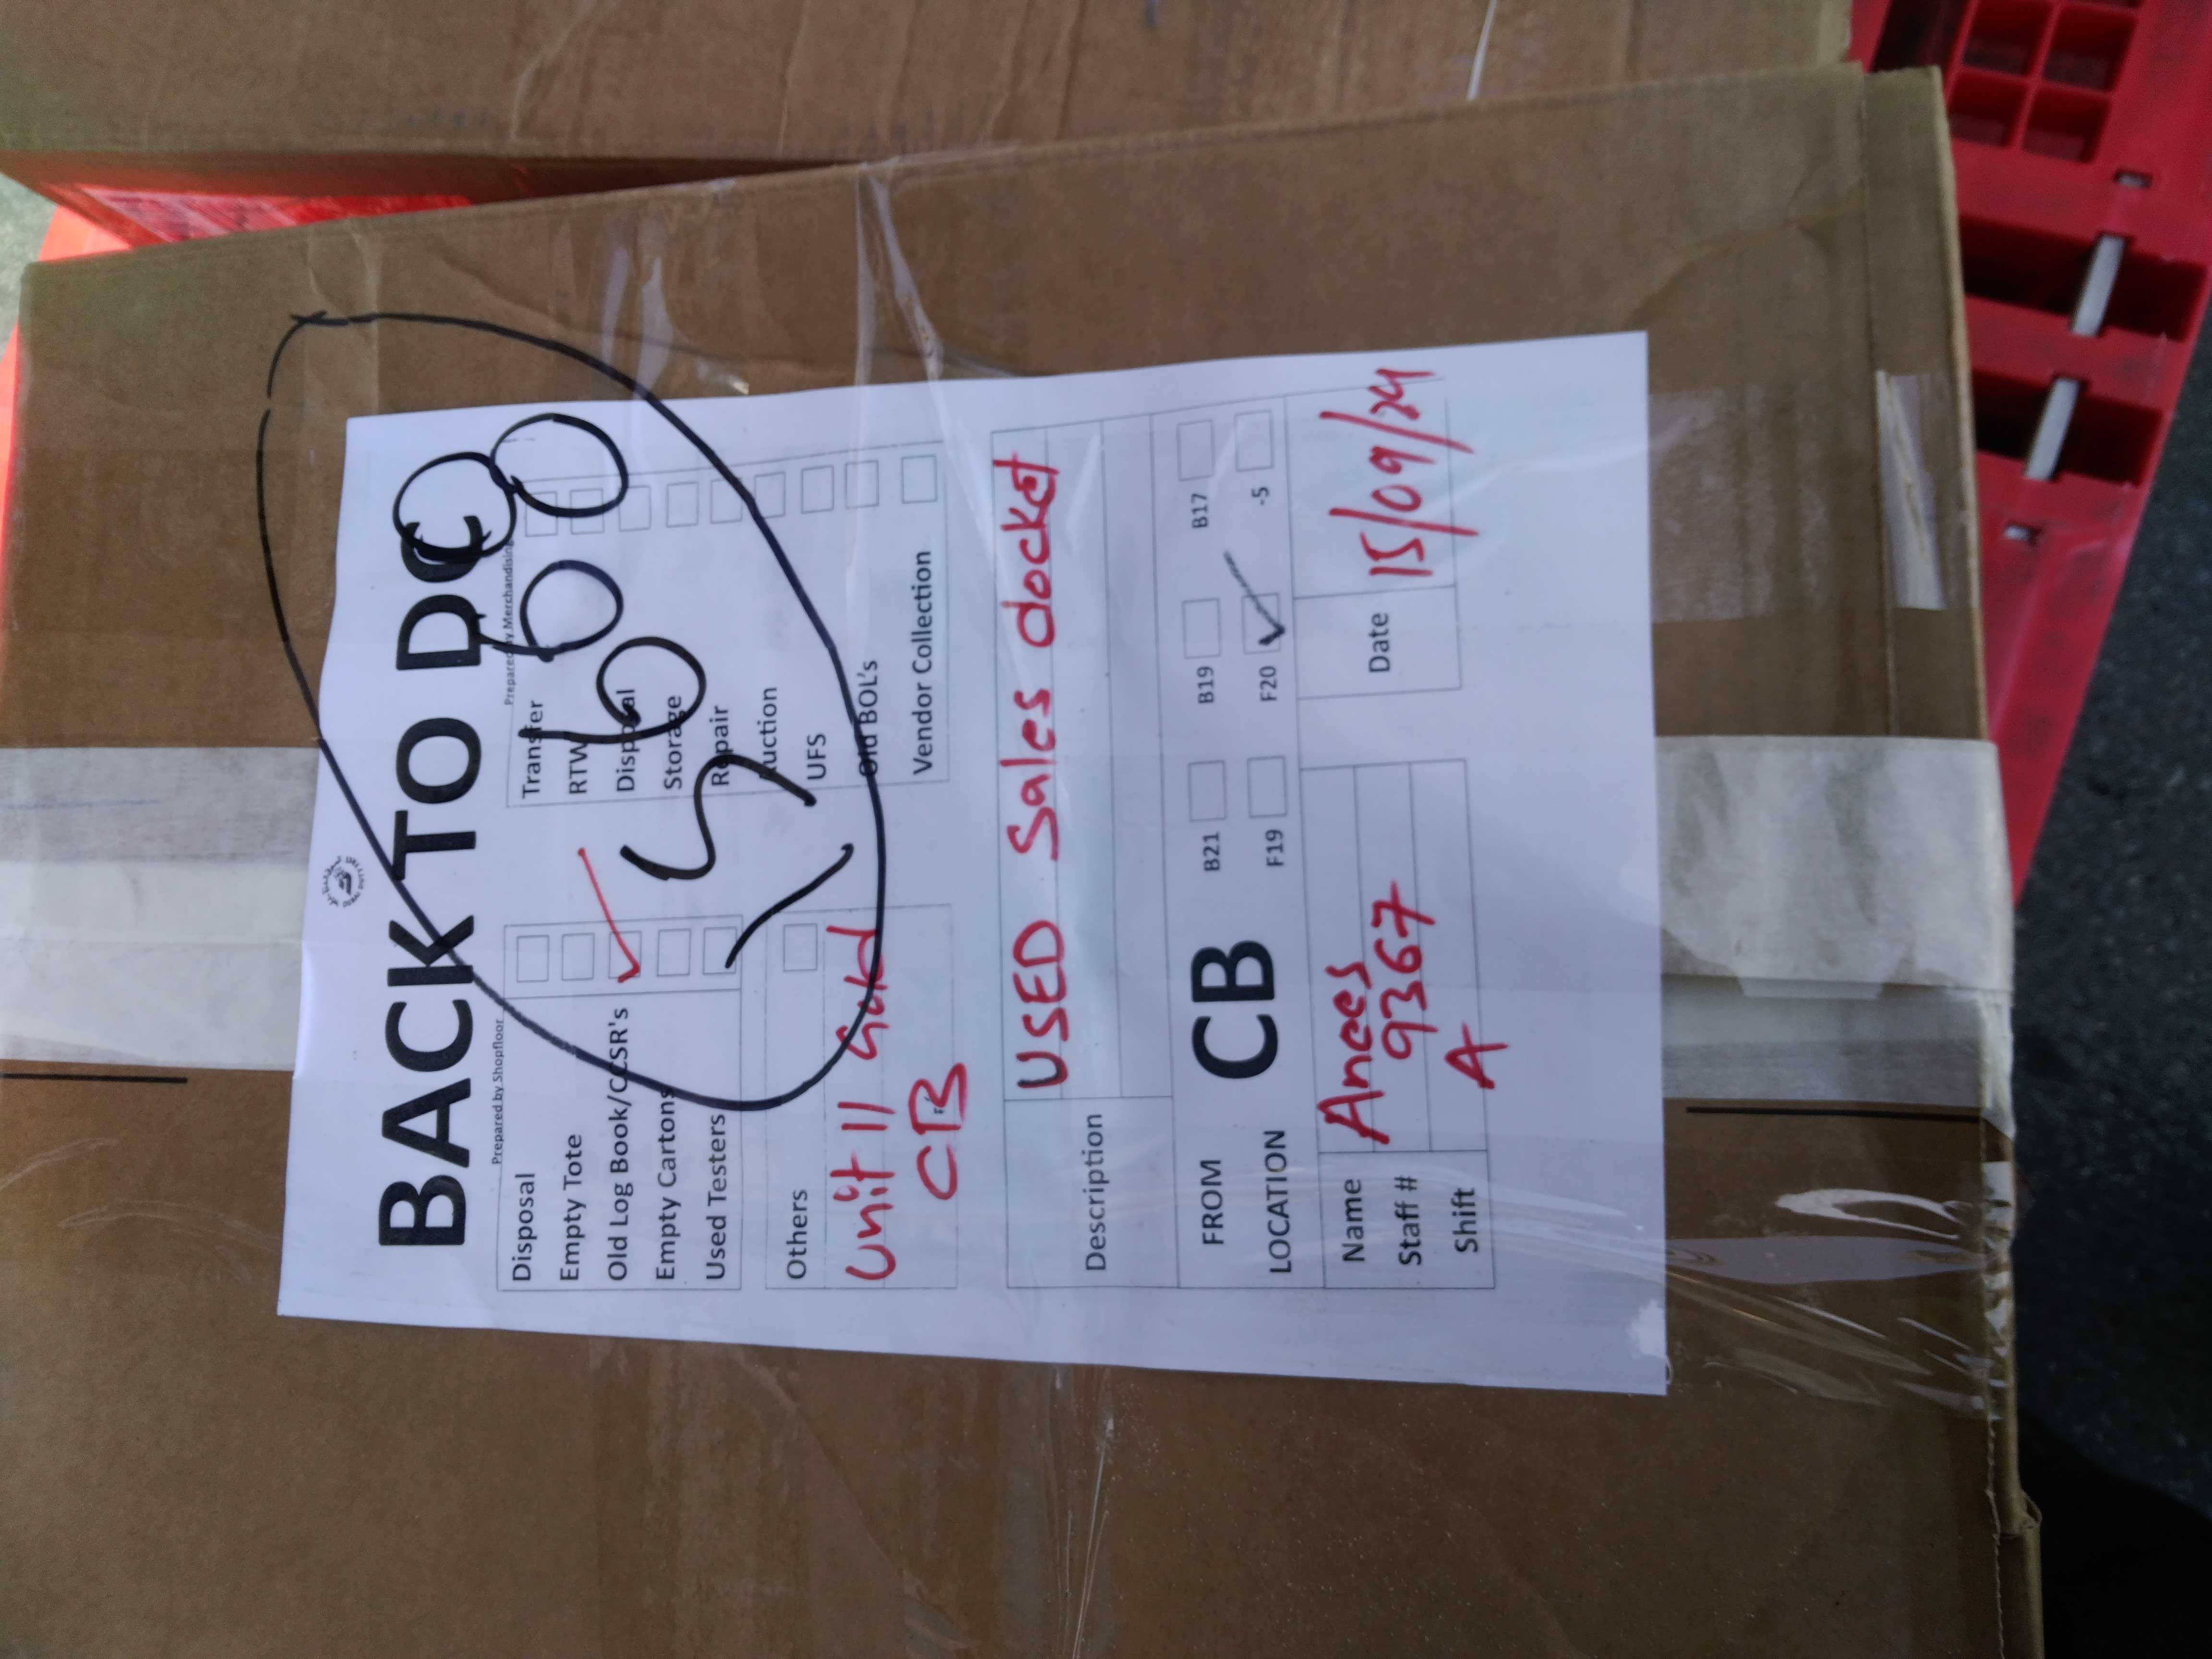 BACK TO DC
Prepared by Shopfloor
Disposal
Empty Tote
Old Log Book/CCSR's
Empty Cartons
Used Testers
Others
Unit 11 and
CB
Prepared by Merchandising
Transfer
RTW
Disposal
Storage
Repair
Auction
UFS
Old BOL's
Vendor Collection
Description USED Sales docket
FROM LOCATION CB
B21 B19 B17
F19 F20 -5
Name Anees
Staff # 9367
Shift A
Date 15/09/24